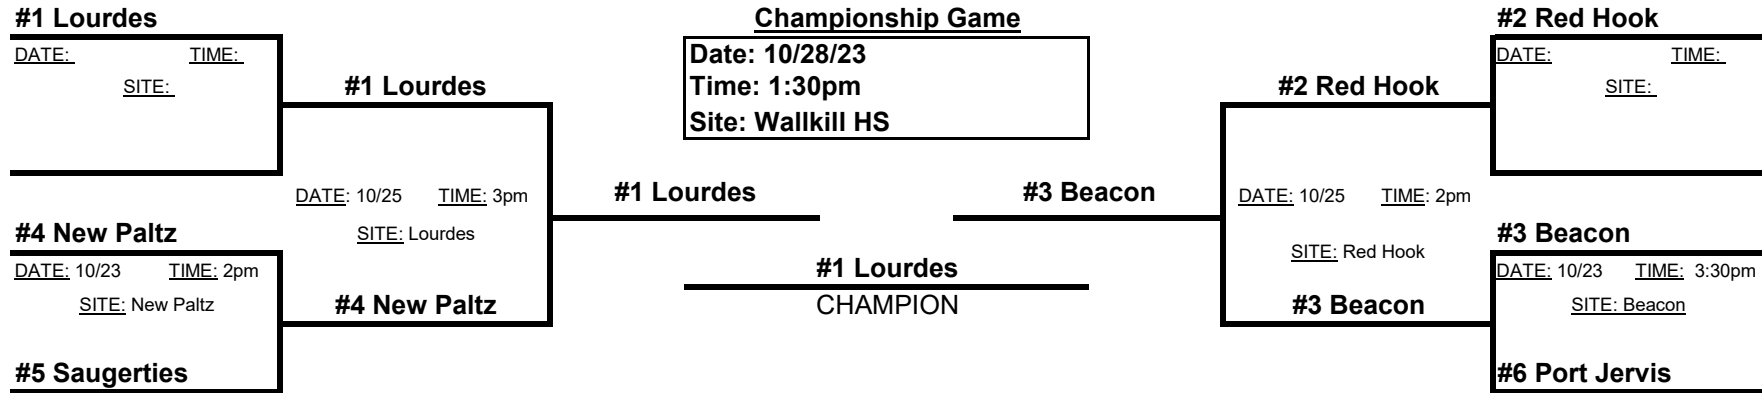 #1 Lourdes
Championship Game
#2 Red Hook
DATE: TIME:
Date: 10/28/23
DATE: TIME:
SITE:
#1 Lourdes
Time: 1:30pm
#2 Red Hook
SITE:
Site: Wallkill HS
DATE: 10/25 TIME: 3pm
#1 Lourdes
#3 Beacon
DATE: 10/25 TIME: 2pm
#4 New Paltz
SITE: Lourdes
#3 Beacon
SITE: Red Hook
DATE: 10/23 TIME: 2pm
#1 Lourdes
DATE: 10/23 TIME: 3:30pm
SITE: New Paltz
#4 New Paltz
CHAMPION
#3 Beacon
SITE: Beacon
#5 Saugerties
#6 Port Jervis